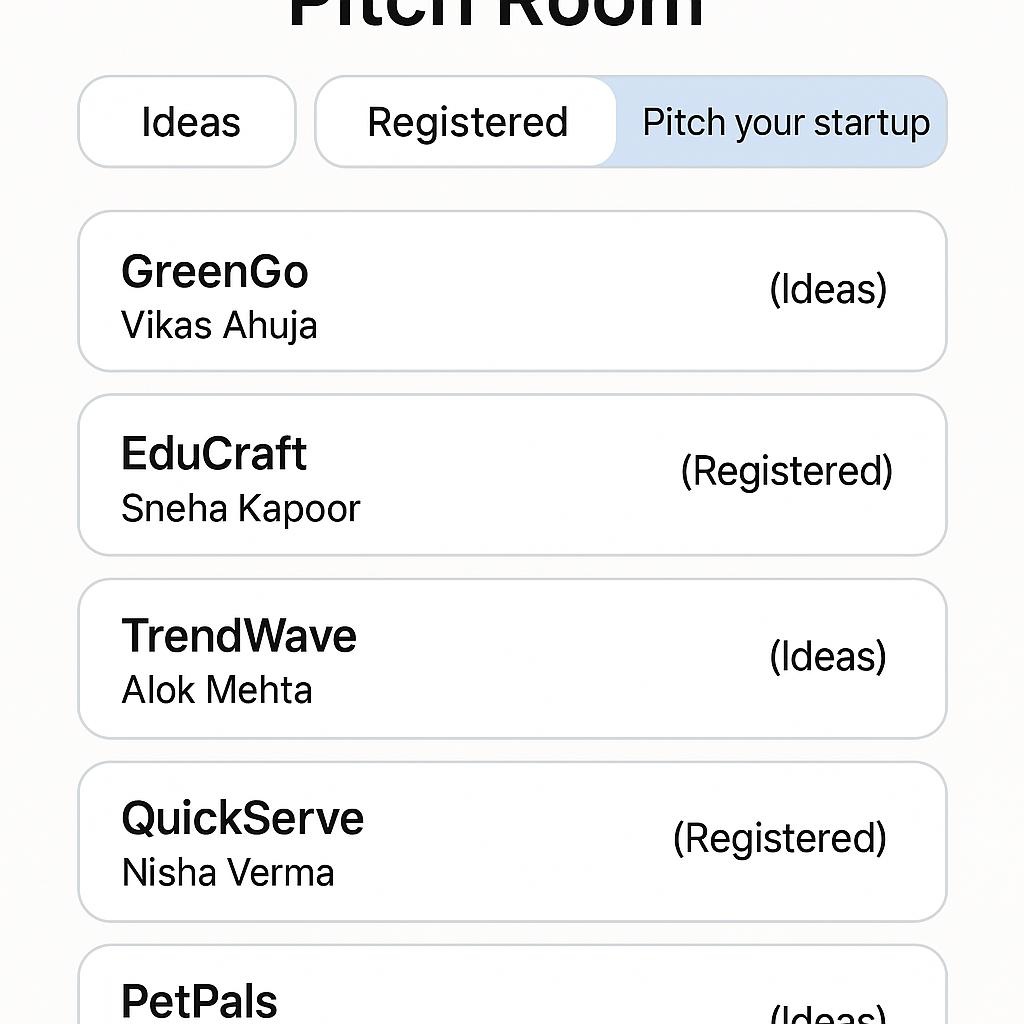 Pitch Room
Ideas
Registered
Pitch your startup
GreenGo
Vikas Ahuja
(Ideas)
EduCraft
Sneha Kapoor
(Registered)
TrendWave
Alok Mehta
(Ideas)
QuickServe
Nisha Verma
(Registered)
PetPals
(Ideas)